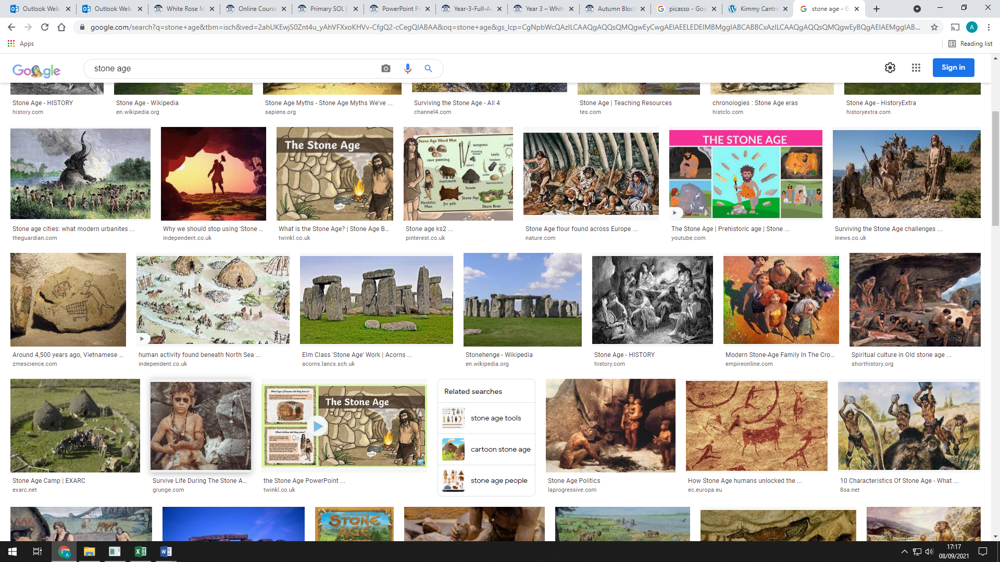 Outlook Web
Outlook Web
White Rose M
Online Course
Primary SOL |
PowerPoint Pr
Year-3-Full-Au
Year 3 – White
Autumn Block
picasso - Goo
Kimmy Cantre
stone age - G
google.com/search?q=stone+age&tbm=isch&ved=2ahUKEwjS0Znt4u_yAhVFXxoKHVv-CfgQ2-cCegQIABAA&oq=stone+age&gs_lcp=CgNpbWcQAzILCAAQgAQQsQMQgwEyCwgAEIAEELEDEIMBMggIABCABBCxAzILCAAQgAQQsQMQgwEyBQgAEIAEMggIAB...
Apps
Reading list
Google
stone age
Sign in
Stone Age - HISTORY
history.com
Stone Age - Wikipedia
en.wikipedia.org
Stone Age Myths - Stone Age Myths We've ...
sapiens.org
Surviving the Stone Age - All 4
channel4.com
Stone Age | Teaching Resources
tes.com
chronologies : Stone Age eras
histclo.com
Stone Age - HistoryExtra
historyextra.com
The Stone Age
twinkl
Stone Age Word Mat
weapons
jewell
cave painting
throwing stones
tools
spears
mammoth
house
hammerstone
Neolithic Man
fur pelt
Stone Age
Skara Brae
THE STONE AGE
Stone age cities: what modern urbanites ...
theguardian.com
Why we should stop using 'Stone ...
independent.co.uk
What is the Stone Age? | Stone Age B...
twinkl.co.uk
Stone age ks2 ...
pinterest.co.uk
Stone Age flour found across Europe ...
nature.com
The Stone Age | Prehistoric age | Stone ...
youtube.com
Surviving the Stone Age challenges ...
inews.co.uk
Around 4,500 years ago, Vietnamese ...
zmescience.com
human activity found beneath North Sea ...
independent.co.uk
Elm Class 'Stone Age' Work | Acorns ...
acorns.lancs.sch.uk
Stonehenge - Wikipedia
en.wikipedia.org
Stone Age - HISTORY
history.com
Modern Stone-Age Family In The Cro...
empireonline.com
Spiritual culture in Old stone age ...
shorthistory.org
What type of houses did they live in?
What clothes did they wear?
The Stone Age
Related searches
stone age tools
cartoon stone age
stone age people
Stone Age Camp | EXARC
exarc.net
Survive Life During The Stone A...
grunge.com
the Stone Age PowerPoint ...
twinkl.co.uk
Stone Age Politics
laprogressive.com
How Stone Age humans unlocked the ...
ec.europa.eu
10 Characteristics Of Stone Age - What ...
8sa.net
STONE
AGE
The Expansion
17:17
08/09/2021